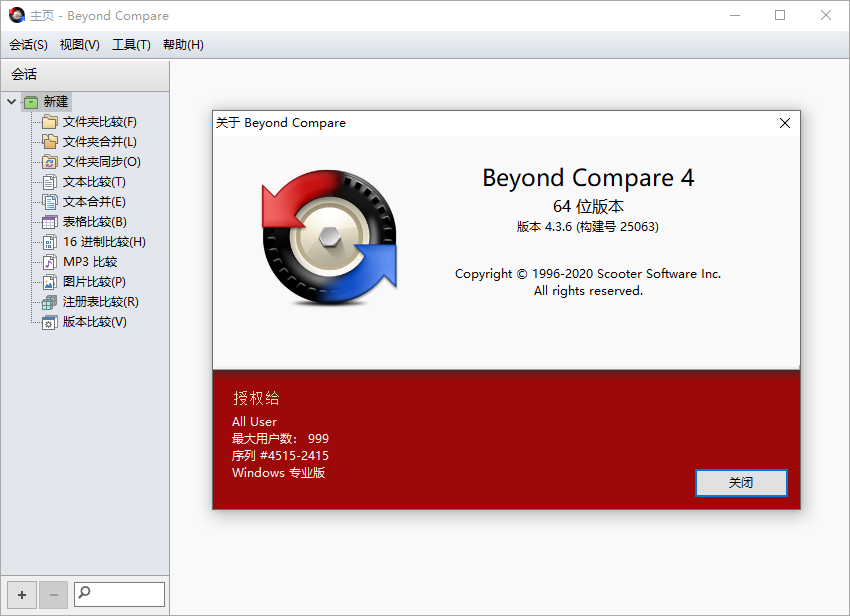 主页 - Beyond Compare
会话(S) 视图(V) 工具(T) 帮助(H)
会话
新建
文件夹比较(F)
文件夹合并(L)
文件夹同步(O)
文本比较(T)
文本合并(E)
表格比较(B)
16 进制比较(H)
MP3 比较
图片比较(P)
注册表比较(R)
版本比较(V)
关于 Beyond Compare
Beyond Compare 4
64 位版本
版本 4.3.6 (构建号 25063)
Copyright © 1996-2020 Scooter Software Inc.
All rights reserved.
授权给
All User
最大用户数： 999
序列 #4515-2415
Windows 专业版
关闭